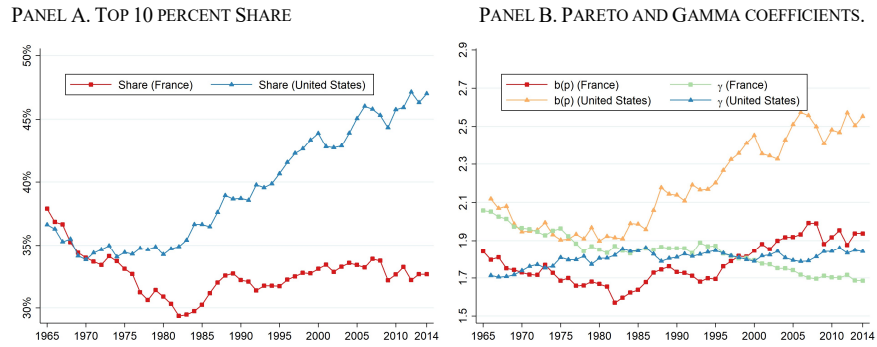 PANEL A. TOP 10 PERCENT SHARE
50%
45%
40%
35%
30%
Share (France)
Share (United States)
1965 1970 1975 1980 1985 1990 1995 2000 2005 2010 2014
PANEL B. PARETO AND GAMMA COEFFICIENTS.
2.9
2.7
2.5
2.3
2.1
1.9
1.7
1.5
b(p) (France)
γ (France)
b(p) (United States)
γ (United States)
1965 1970 1975 1980 1985 1990 1995 2000 2005 2010 2014